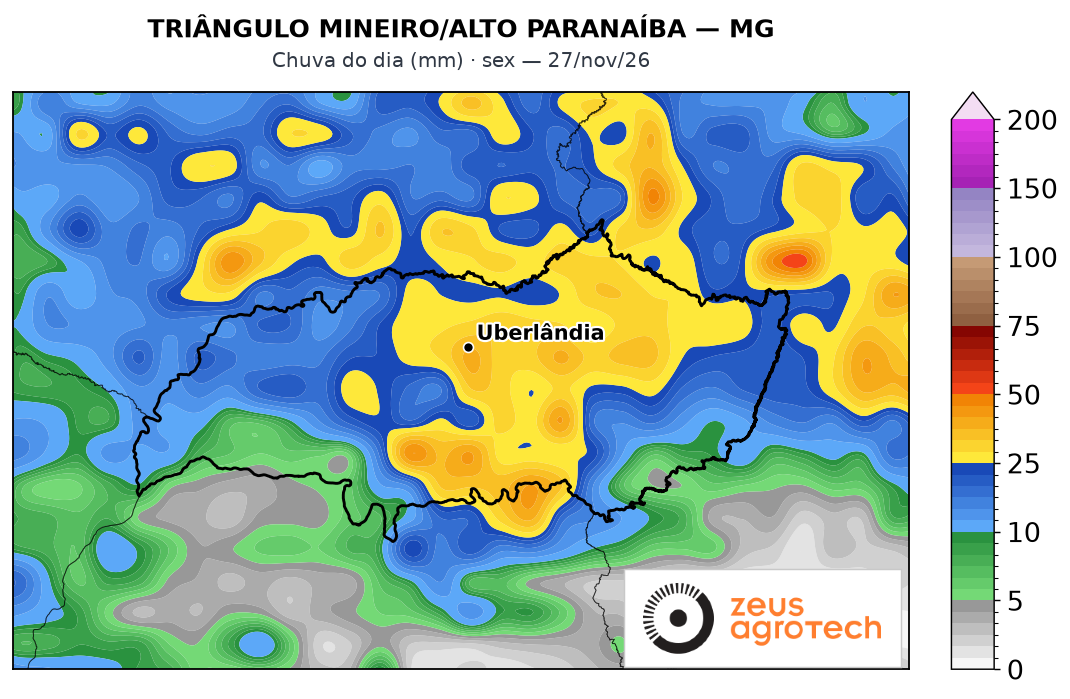 TRIÂNGULO MINEIRO/ALTO PARANAÍBA — MG
Chuva do dia (mm) · sex — 27/nov/26
200
150
100
75
50
25
10
5
0
Uberlândia
zeus
agrotech